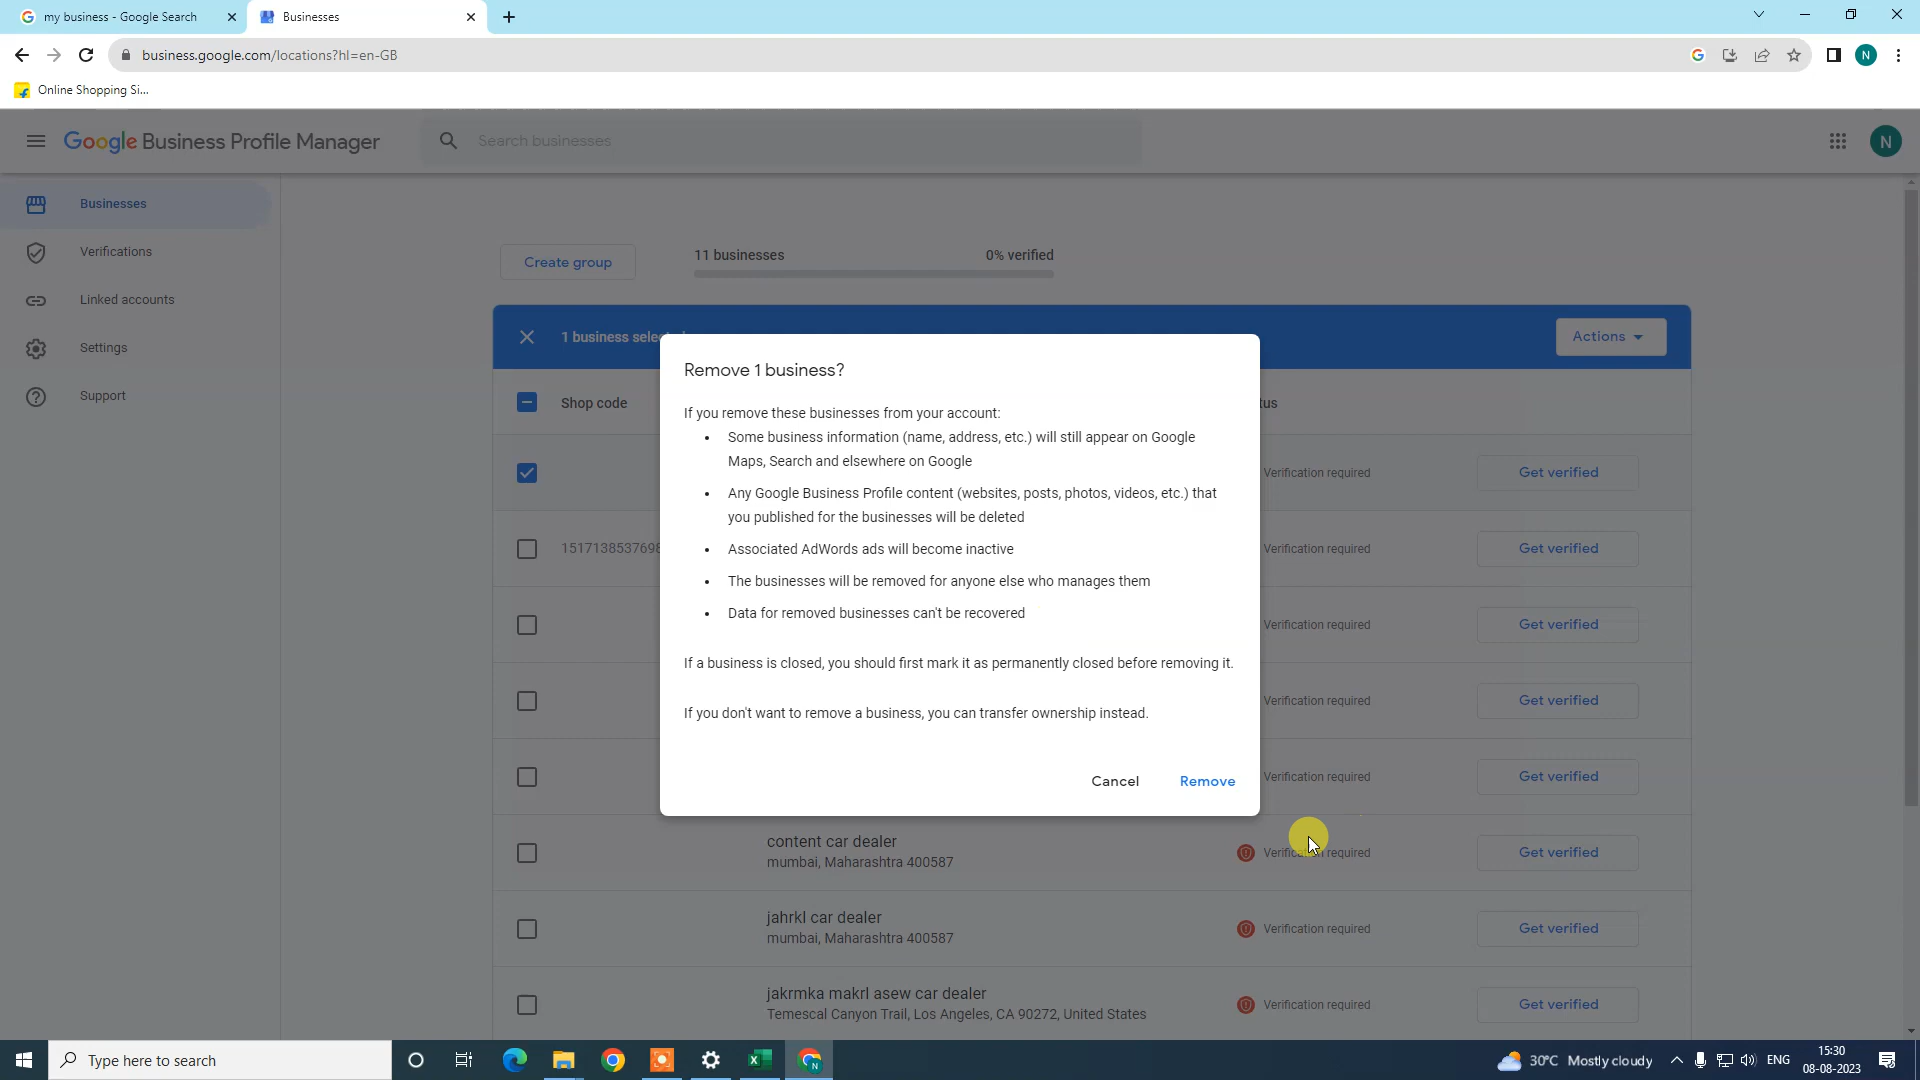 my business - Google Search
Businesses
business.google.com/locations?hl=en-GB
N
Online Shopping Si...
Google Business Profile Manager
Search businesses
N
Businesses
Verifications
Linked accounts
Settings
Support
Create group
11 businesses
0% verified
1 business
Actions
Shop code
Verification required
Get verified
Verification required
Get verified
Verification required
Get verified
Verification required
Get verified
Verification required
Get verified
Remove 1 business?
If you remove these businesses from your account:
• Some business information (name, address, etc.) will still appear on Google
Maps, Search and elsewhere on Google
• Any Google Business Profile content (websites, posts, photos, videos, etc.) that
you published for the businesses will be deleted
• Associated AdWords ads will become inactive
• The businesses will be removed for anyone else who manages them
• Data for removed businesses can't be recovered
If a business is closed, you should first mark it as permanently closed before removing it.
If you don't want to remove a business, you can transfer ownership instead.
Cancel
Remove
content car dealer
mumbai, Maharashtra 400587
Verification required
Get verified
jahrkl car dealer
mumbai, Maharashtra 400587
Verification required
Get verified
jakrmka makrl asew car dealer
Temescal Canyon Trail, Los Angeles, CA 90272, United States
Verification required
Get verified
Type here to search
N
30°C Mostly cloudy
ENG
15:30
08-08-2023